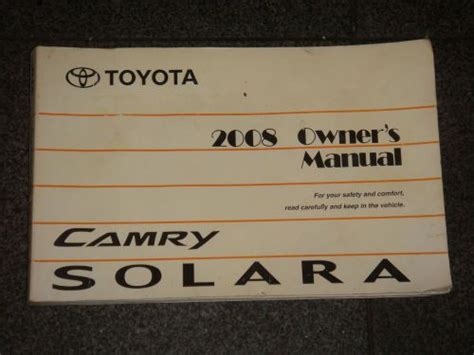 TOYOTA
2008 Owner's
Manual
For your safety and comfort,
read carefully and keep in the vehicle.
CAMRY
SOLARA